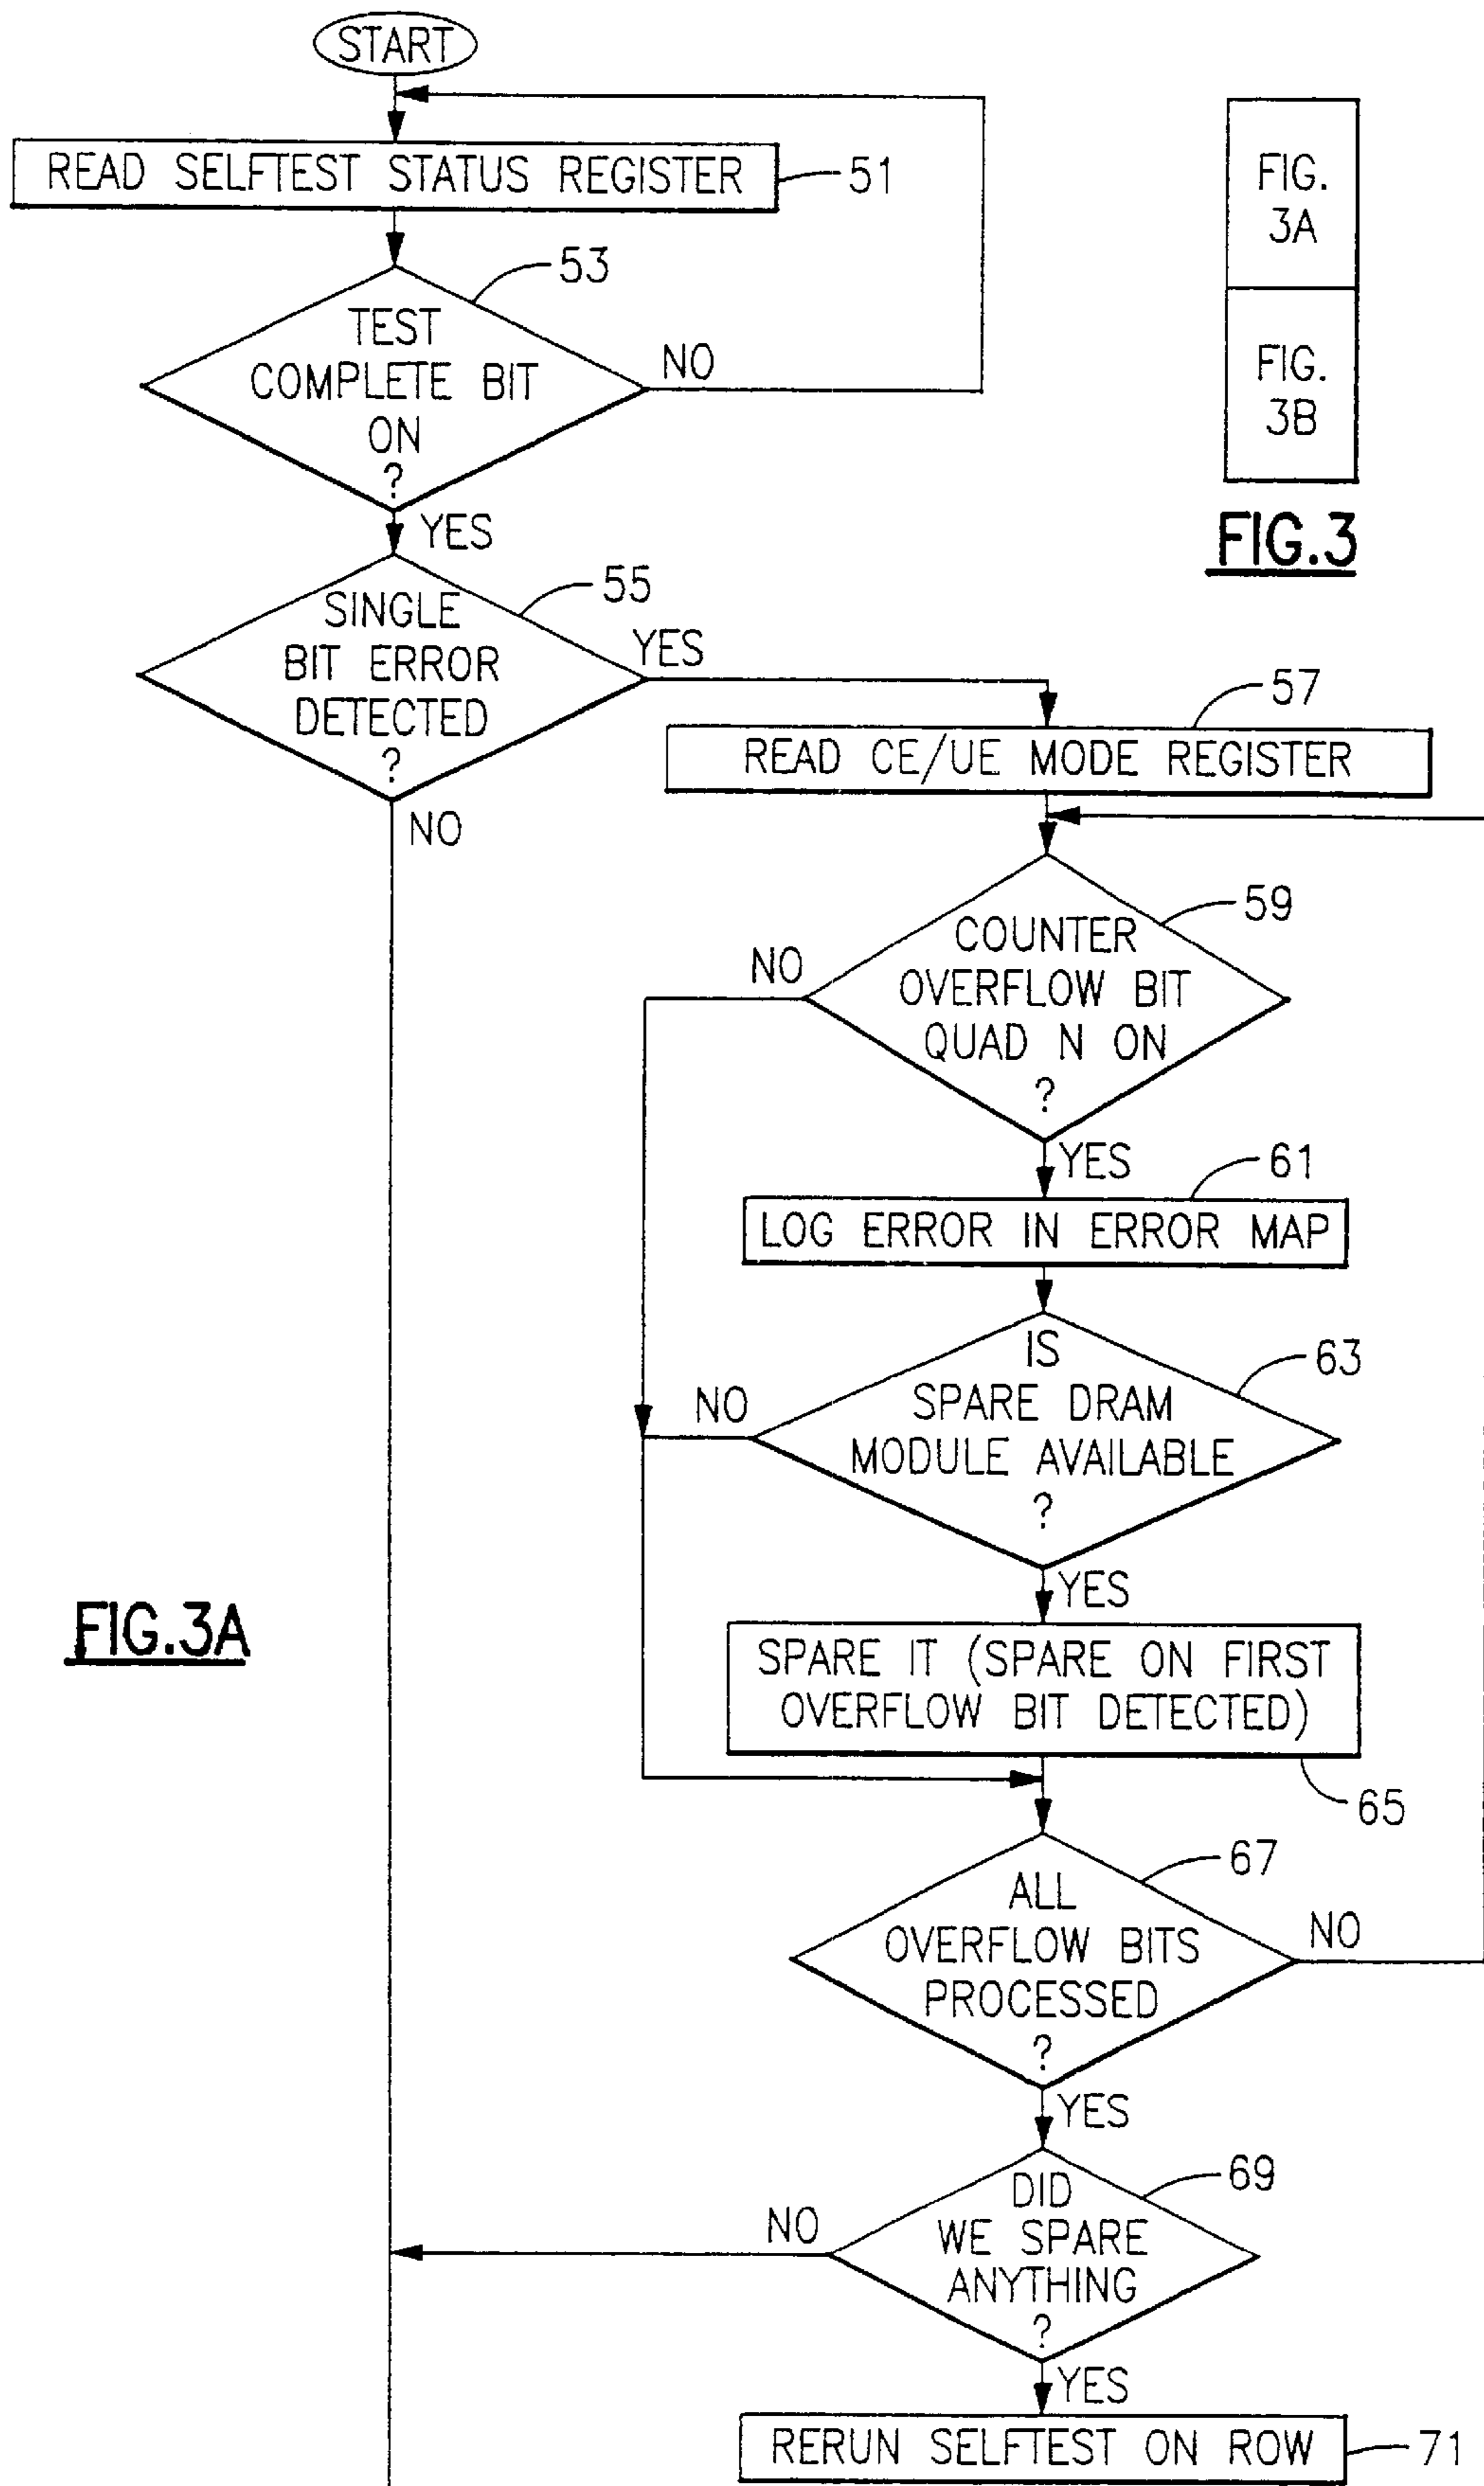 START
READ SELFTEST STATUS REGISTER
51
FIG.
3A
FIG.
3B
FIG.3
53
TEST
COMPLETE BIT
ON
?
NO
YES
55
SINGLE
BIT ERROR
DETECTED
?
YES
NO
57
READ CE/UE MODE REGISTER
59
COUNTER
OVERFLOW BIT
QUAD N ON
?
NO
YES
61
LOG ERROR IN ERROR MAP
63
IS
SPARE DRAM
MODULE AVAILABLE
?
NO
YES
SPARE IT (SPARE ON FIRST
OVERFLOW BIT DETECTED)
65
FIG.3A
67
ALL
OVERFLOW BITS
PROCESSED
?
NO
YES
69
DID
WE SPARE
ANYTHING
?
NO
YES
RERUN SELFTEST ON ROW
71